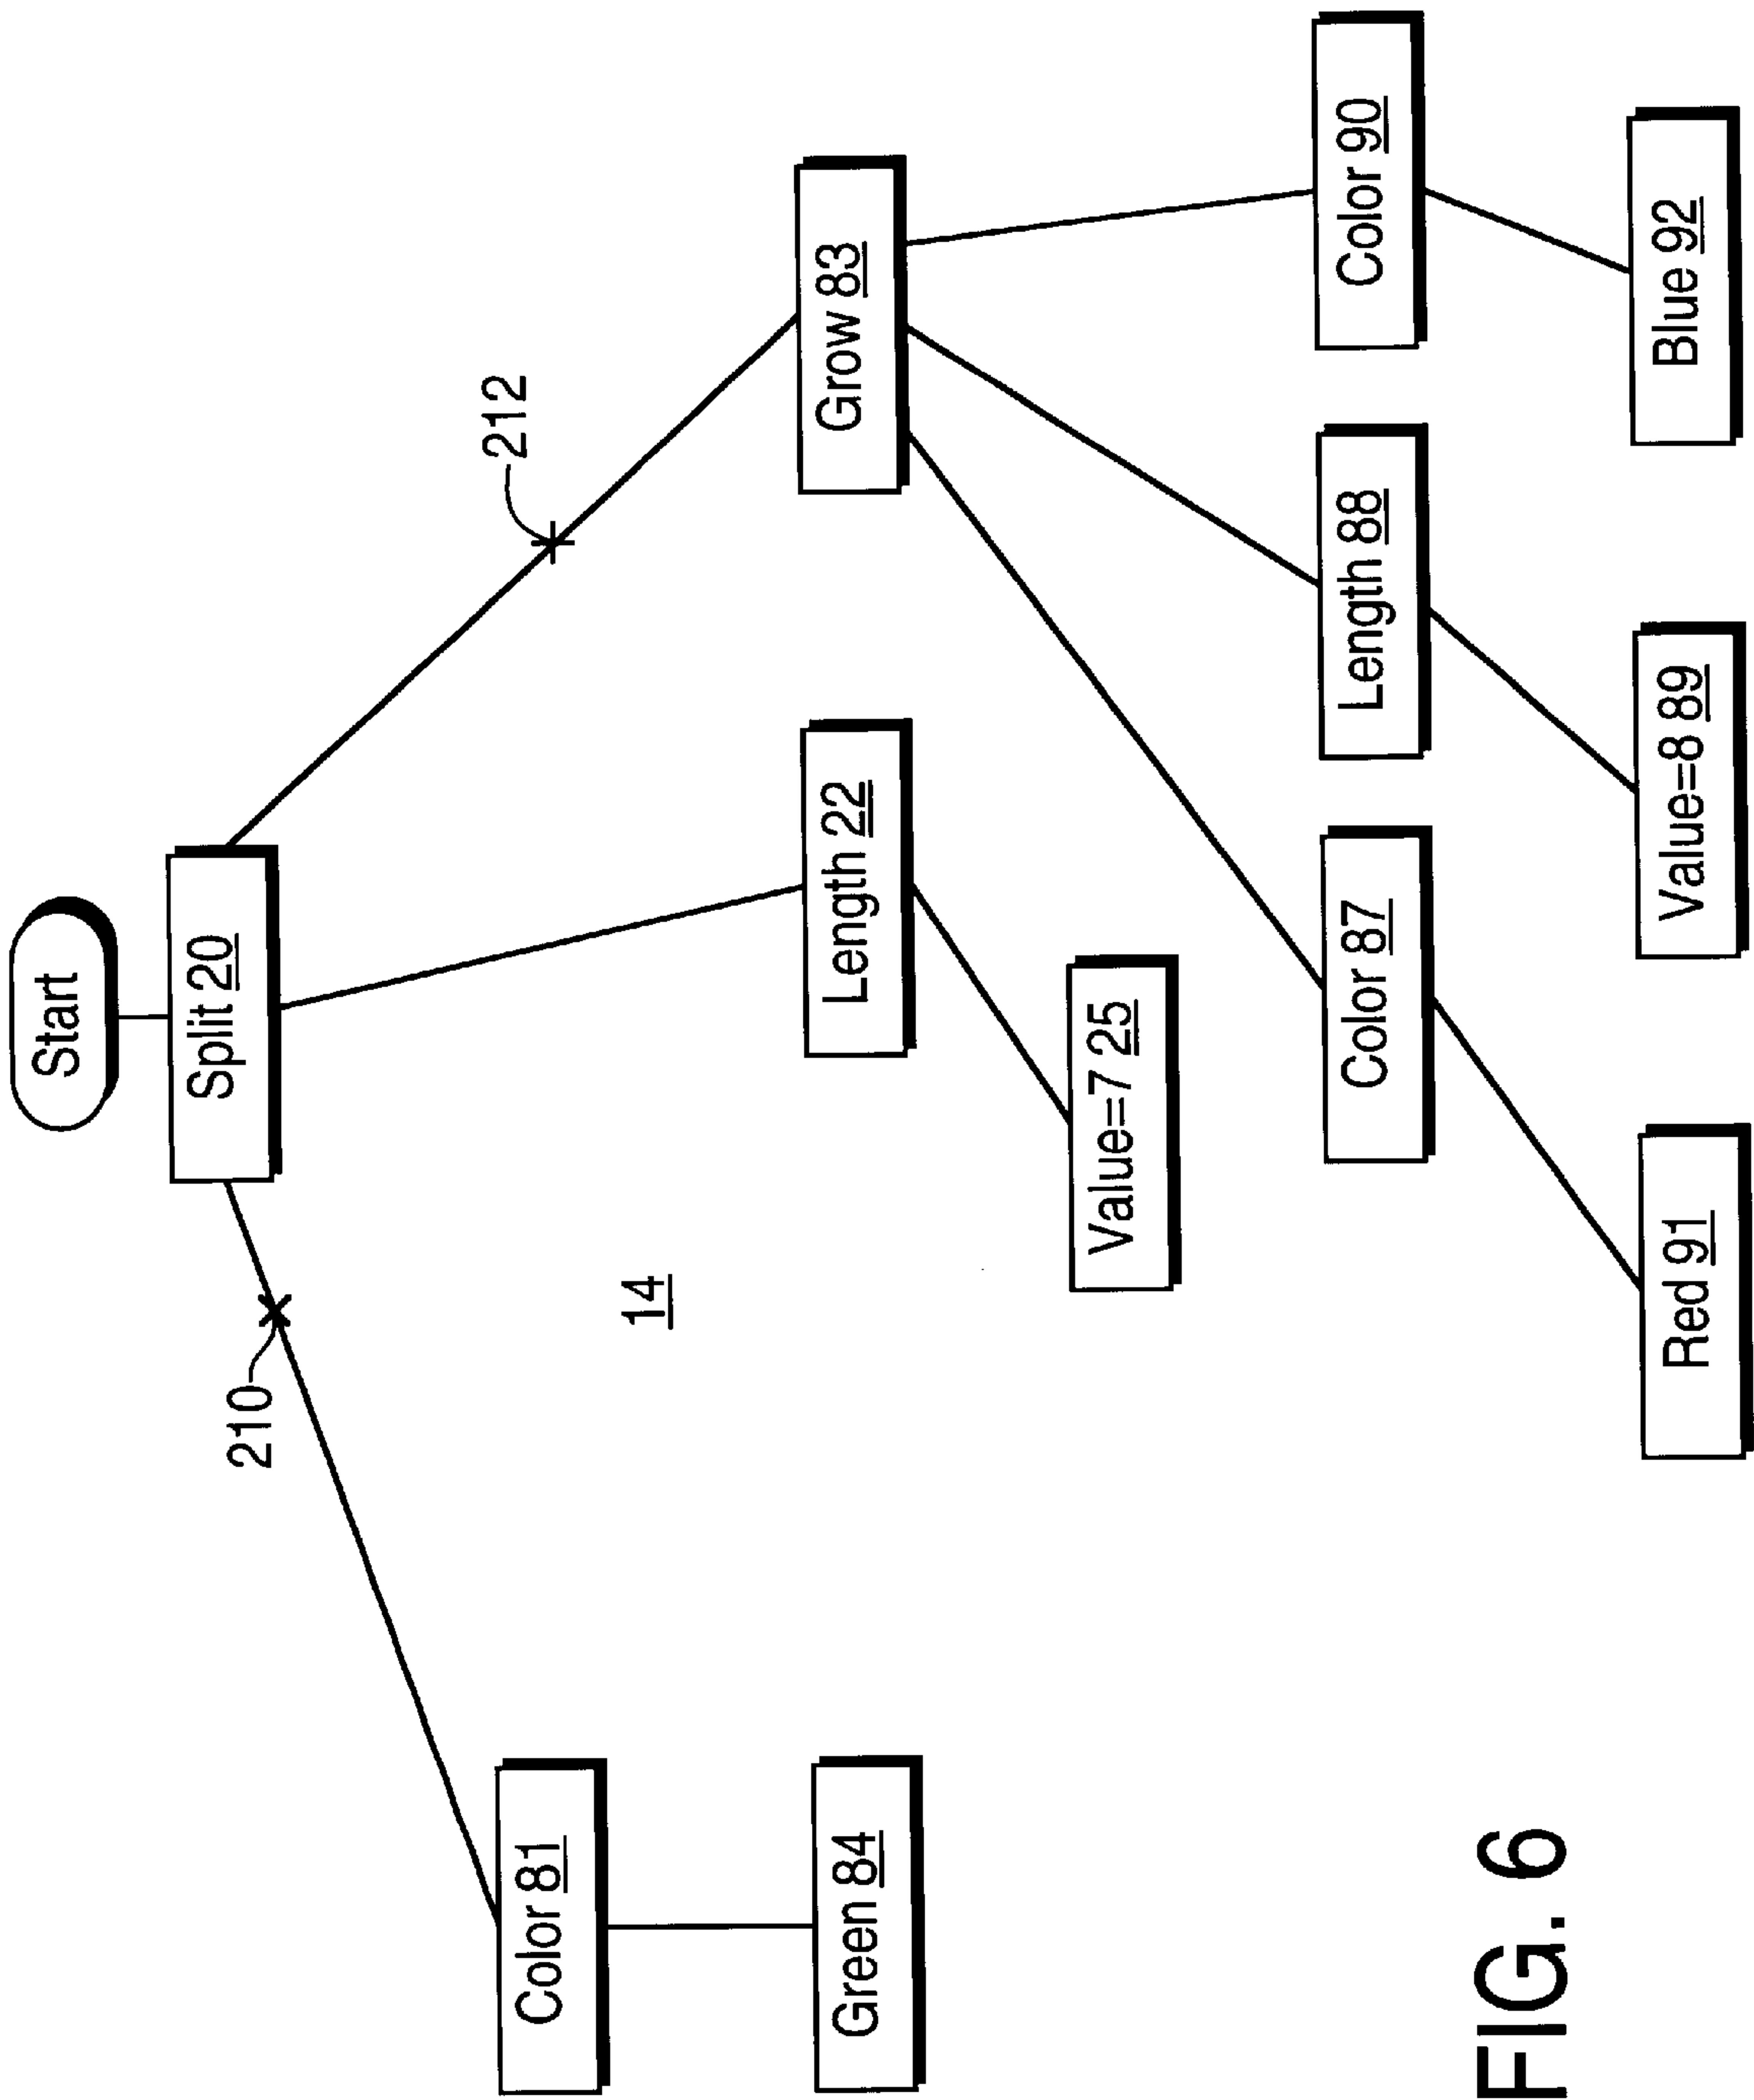 Start
Split 20
210
212
14
Color 81
Length 22
Grow 83
Green 84
Value=7 25
Color 87
Length 88
Color 90
Red 91
Value=8 89
Blue 92
FIG. 6